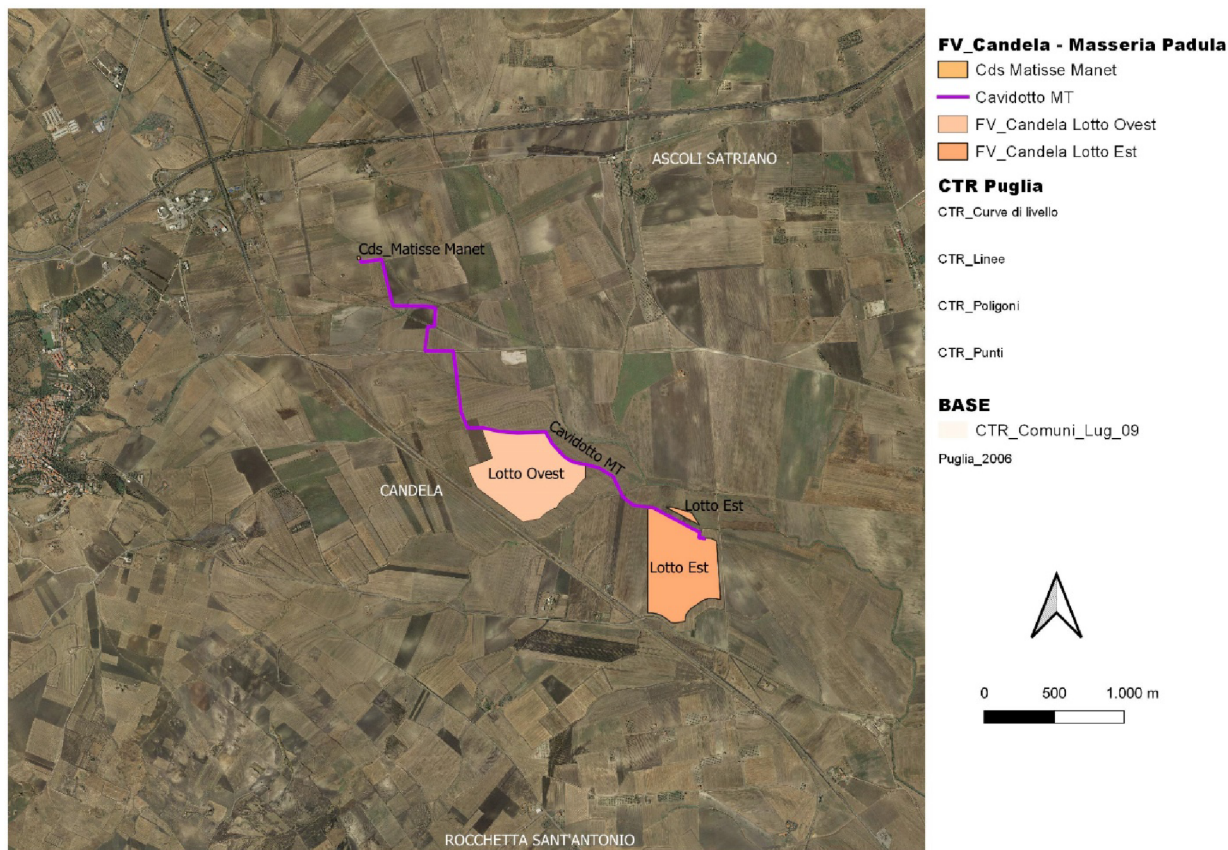 ASCOLI SATRIANO
Cds_Matisse Manet
Cavidotto MT
Lotto Ovest
CANDELA
Lotto Est
Lotto Est
ROCCHETTA SANT'ANTONIO
FV_Candela - Masseria Padula
Cds Matisse Manet
Cavidotto MT
FV_Candela Lotto Ovest
FV_Candela Lotto Est
CTR Puglia
CTR_Curve di livello
CTR_Linee
CTR_Poligoni
CTR_Punti
BASE
CTR_Comuni_Lug_09
Puglia_2006
0 500 1.000 m